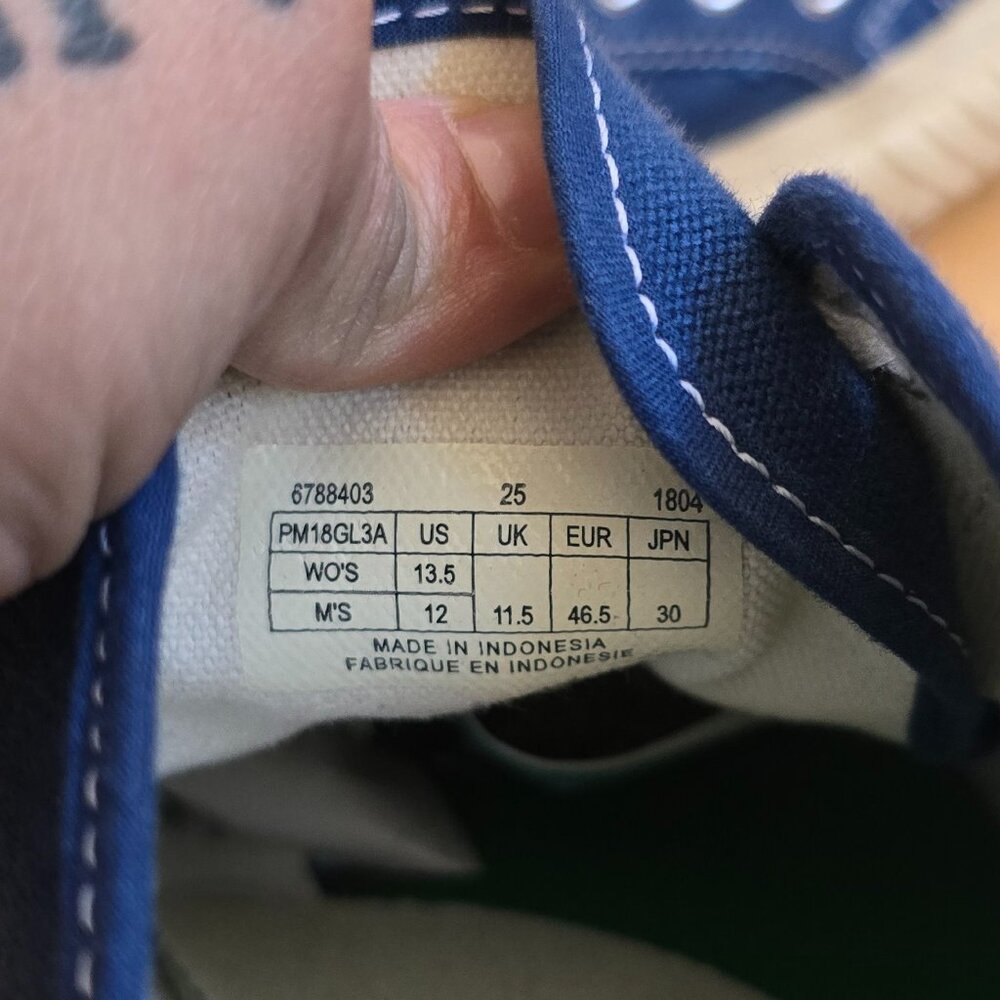 6788403 25 1804
PM18GL3A US UK EUR JPN
WO'S 13.5
M'S 12 11.5 46.5 30
MADE IN INDONESIA
FABRIQUE EN INDONESIE